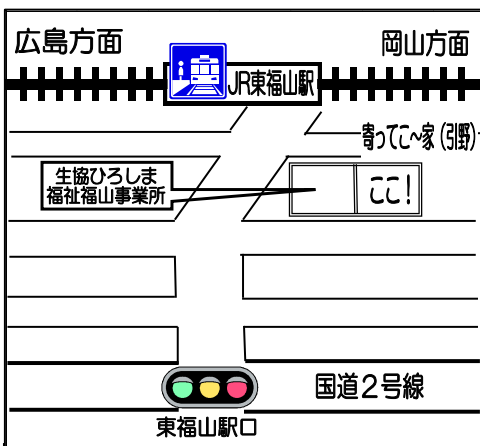 広島方面
岡山方面
JR東福山駅
寄ってこ～家（引野）
生協ひろしま
福祉福山事業所
ここ！
国道２号線
東福山駅口